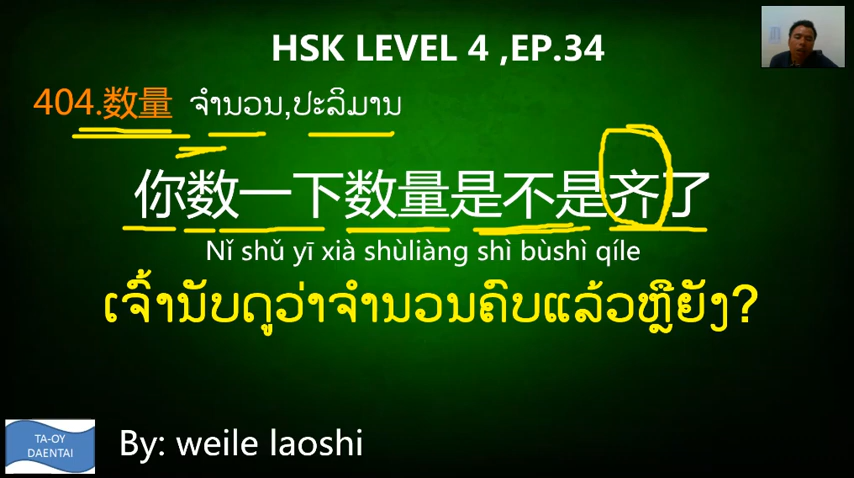 HSK LEVEL 4 ,EP.34
404.数量 ຈຳນວນ,ປະລິມານ
你数一下数量是不是齐了
Nǐ shǔ yī xià shùliàng shì bùshì qíle
ເຈົ້ານັບດູວ່າຈຳນວນຄົບແລ້ວຫຼືຍັງ?
TA-OY
DAENTAI
By: weile laoshi